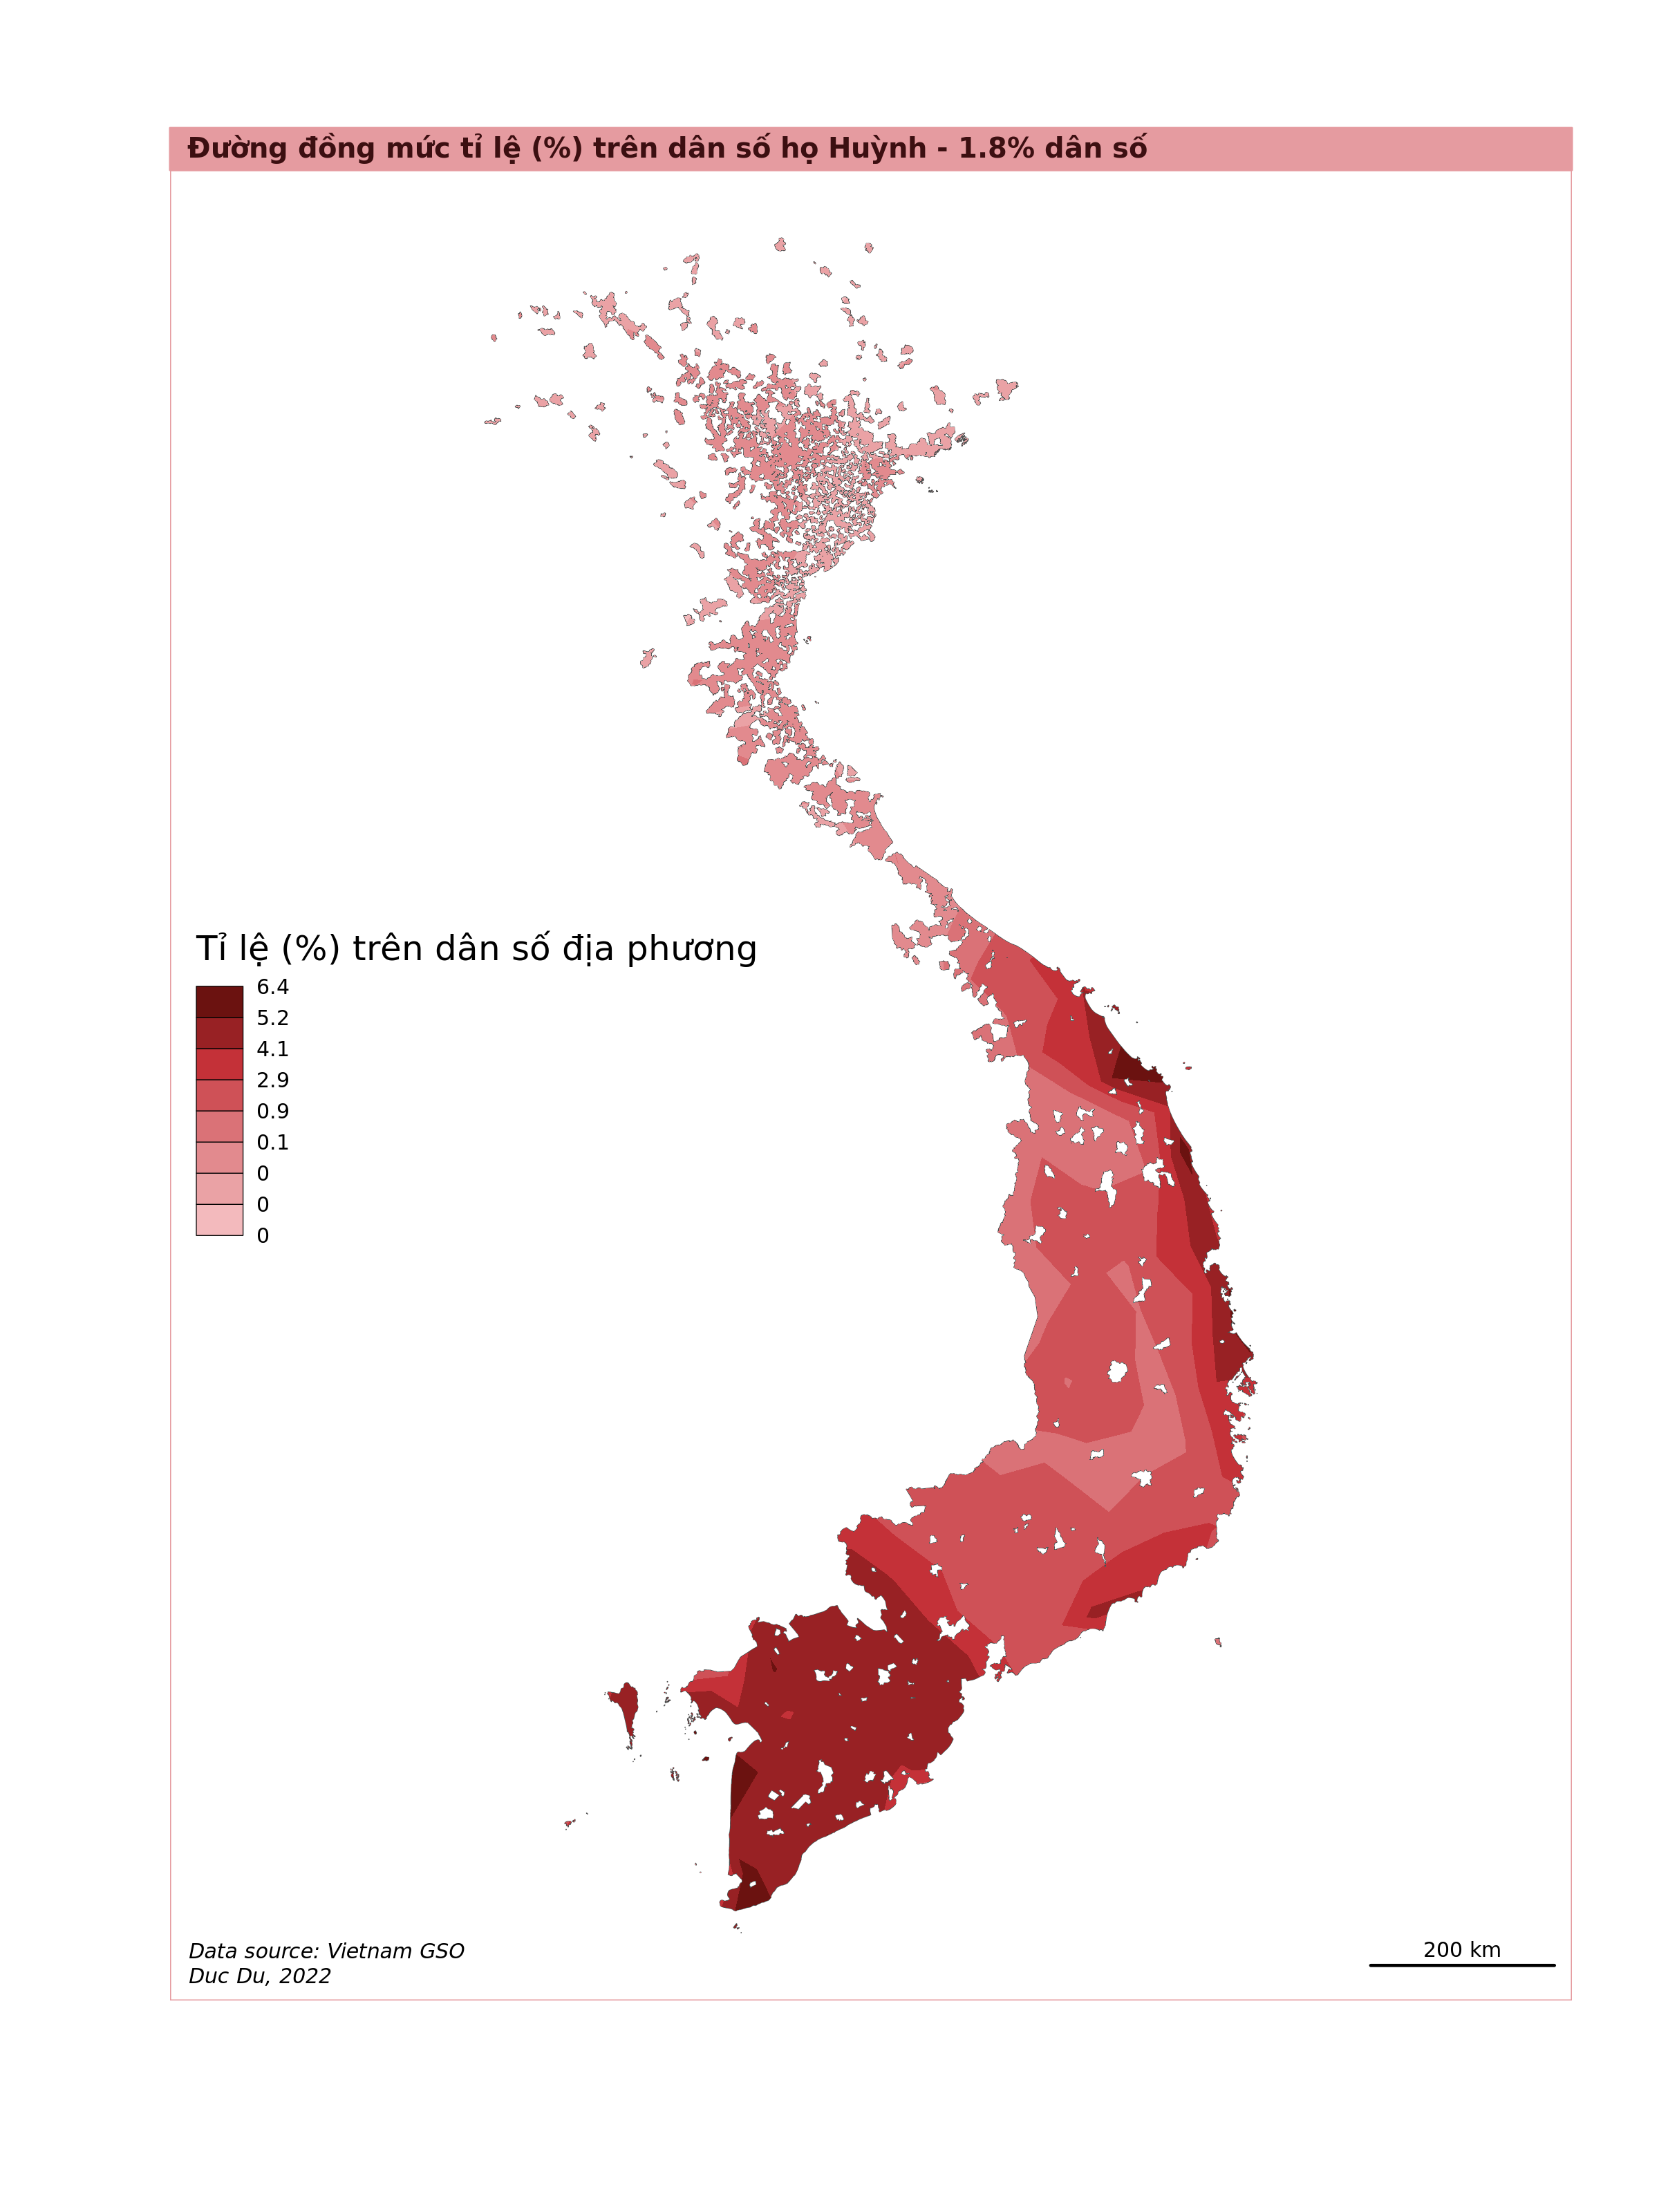 Đường đồng mức tỉ lệ (%) trên dân số họ Huỳnh - 1.8% dân số
Tỉ lệ (%) trên dân số địa phương
6.4
5.2
4.1
2.9
0.9
0.1
0
0
0
Data source: Vietnam GSO
Duc Du, 2022
200 km